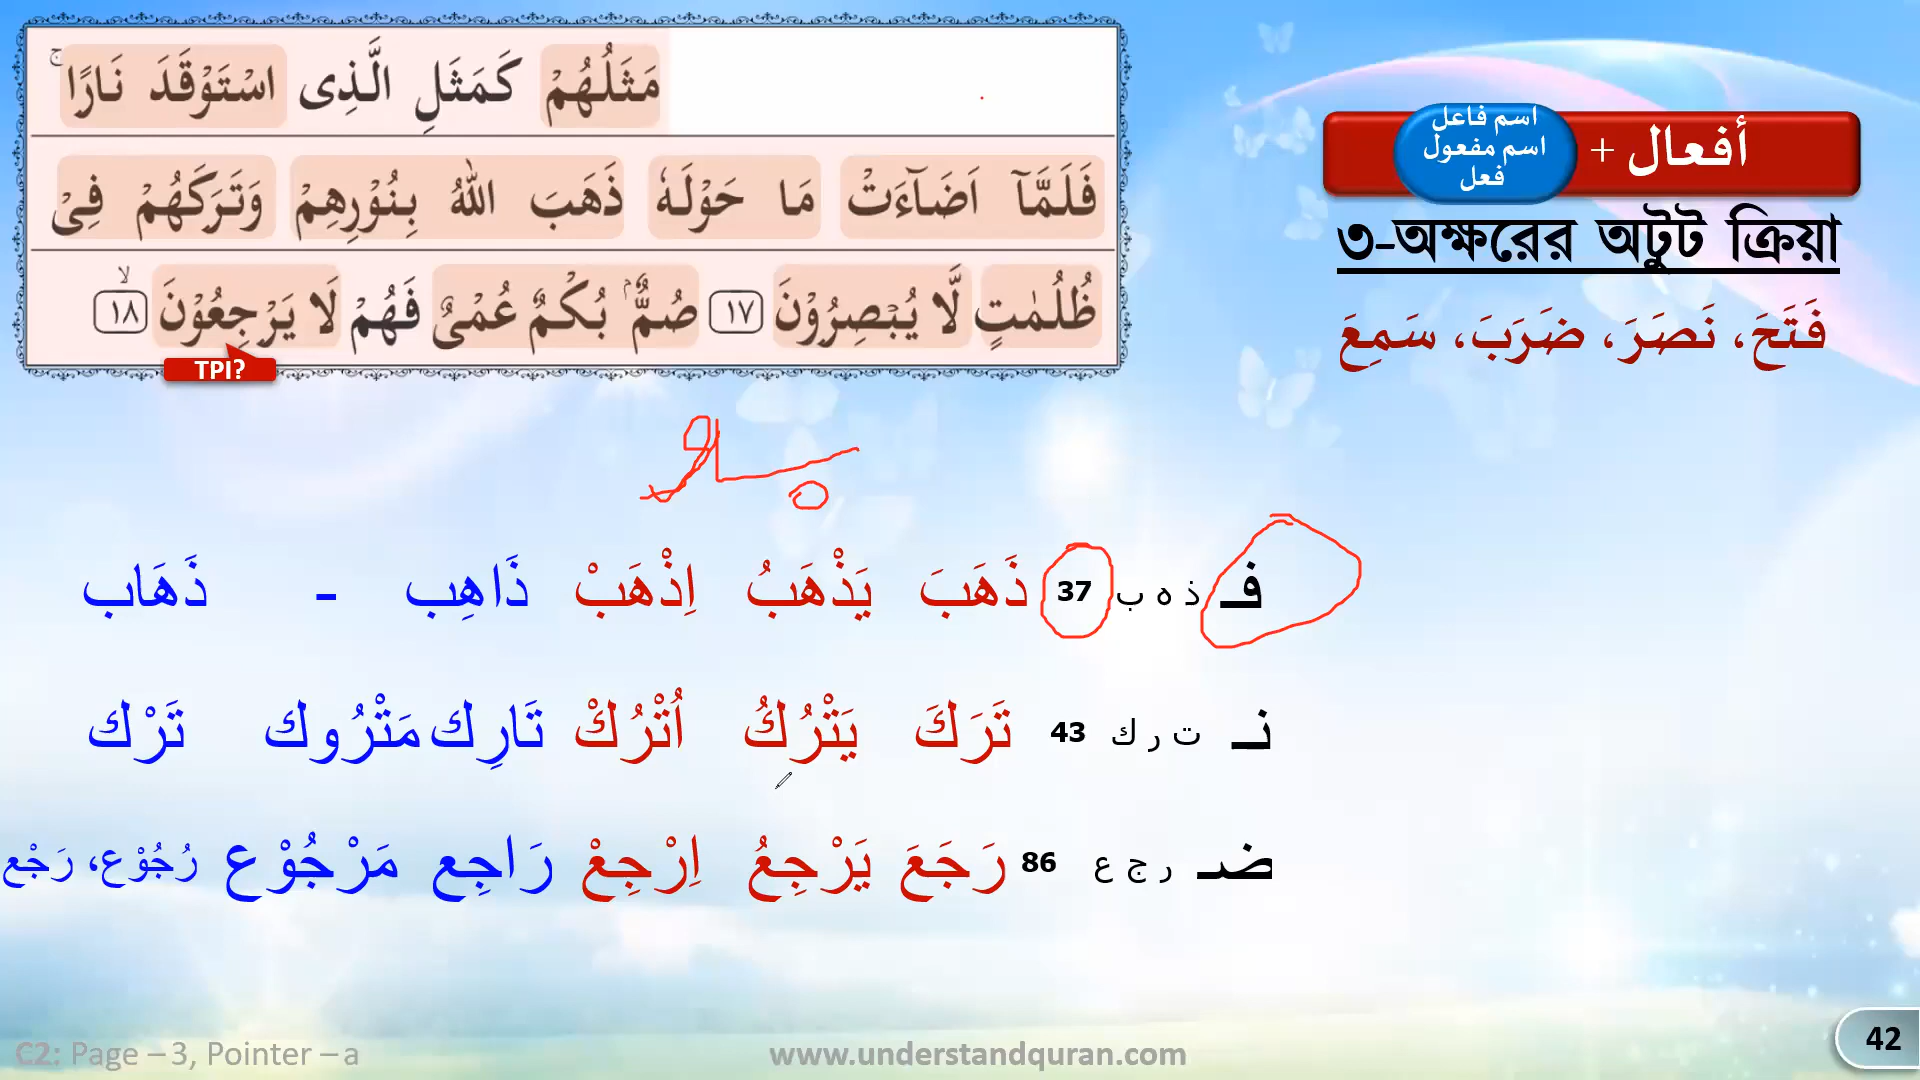 مَثَلُهُمْ كَمَثَلِ الَّذِى اسْتَوْقَدَ نَارًا ۚ
فَلَمَّآ اَضَآءَتْ مَا حَوْلَهٗ ذَهَبَ اللّٰهُ بِنُوْرِهِمْ وَتَرَكَهُمْ فِىْ
ظُلُمٰتٍ لَّا يُبْصِرُوْنَ ١٧ صُمٌّۢ بُكْمٌ عُمْىٌ فَهُمْ لَا يَرْجِعُوْنَ ۙ ١٨
TPI?
أفعال +
اسم فاعل
اسم مفعول
فعل
৩-অক্ষরের অটুট ক্রিয়া
فَتَحَ، نَصَرَ، ضَرَبَ، سَمِعَ
فـ ذ ه ب 37 ذَهَبَ يَذْهَبُ اِذْهَبْ ذَاهِب - ذَهَاب
نـ ت ر ك 43 تَرَكَ يَتْرُكُ اُتْرُكْ تَارِك مَتْرُوك تَرْك
ضـ ر ج ع 86 رَجَعَ يَرْجِعُ اِرْجِعْ رَاجِع مَرْجُوْع رُجُوْع، رَجْع
C2: Page – 3, Pointer – a
www.understandquran.com
42